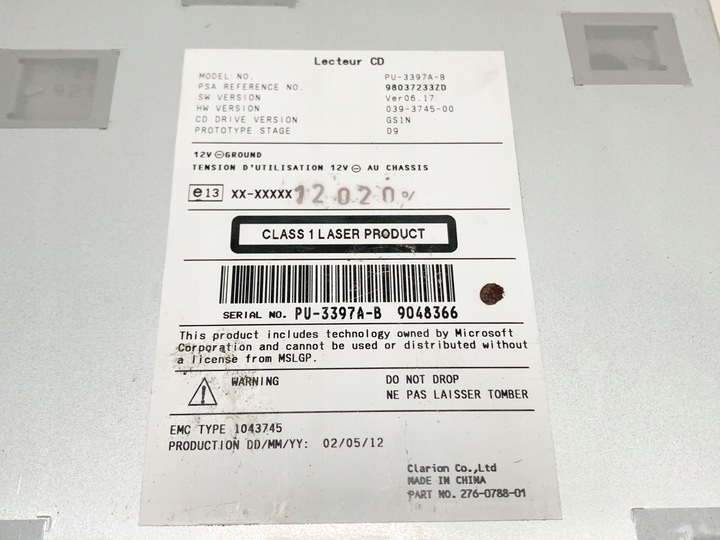 Lecteur CD
MODEL NO. PU-3397A-B
PSA REFERENCE NO. 98037233ZD
SW VERSION Ver06.17
HW VERSION 039-3745-00
CD DRIVE VERSION GS1N
PROTOTYPE STAGE D9
12V⊖GROUND
TENSION D'UTILISATION 12V⊖ AU CHASSIS
e13 XX-XXXXX 12020%
CLASS 1 LASER PRODUCT
SERIAL NO. PU-3397A-B 9048366
This product includes technology owned by Microsoft
Corporation and cannot be used or distributed without
a license from MSLGP.
WARNING DO NOT DROP
NE PAS LAISSER TOMBER
EMC TYPE 1043745
PRODUCTION DD/MM/YY: 02/05/12
Clarion Co.,Ltd
MADE IN CHINA
PART NO. 276-0788-01